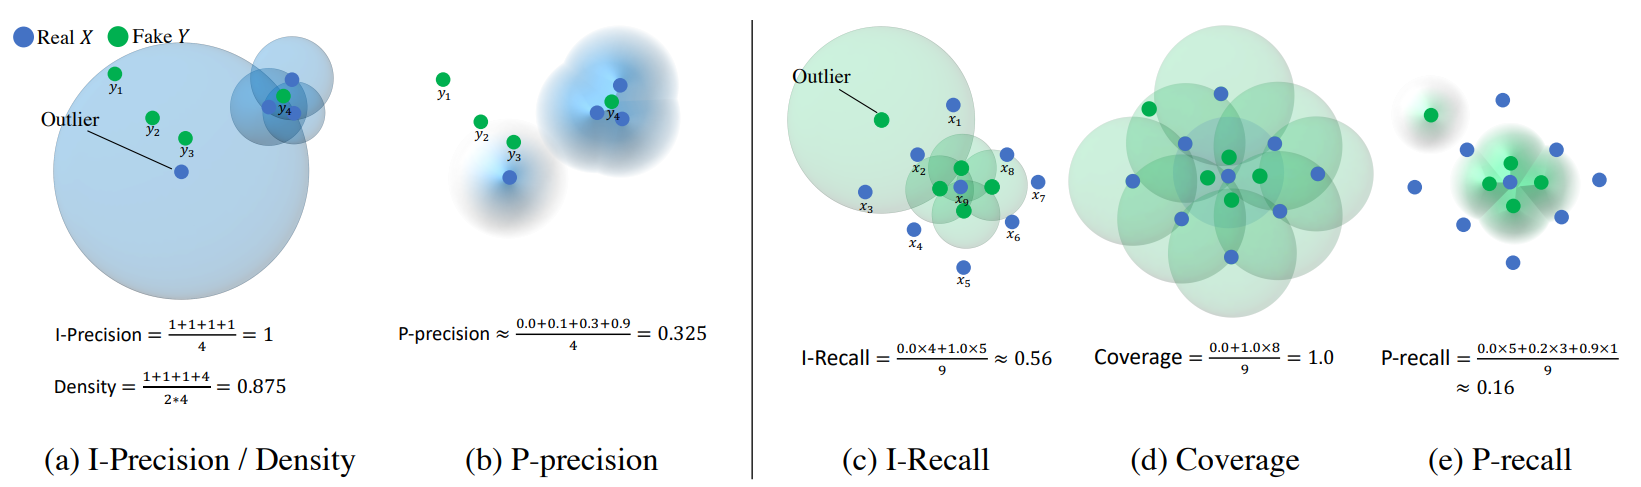 Real X Fake Y
y₁
y₂
y₃
y₄
Outlier
I-Precision = (1+1+1+1)/4 = 1
Density = (1+1+1+4)/(2*4) = 0.875
(a) I-Precision / Density
y₁
y₂
y₃
y₄
P-precision ≈ (0.0+0.1+0.3+0.9)/4 = 0.325
(b) P-precision
Outlier
x₁
x₂
x₈
x₃
x₉
x₇
x₄
x₆
x₅
I-Recall = (0.0×4+1.0×5)/9 ≈ 0.56
(c) I-Recall
Coverage = (0.0+1.0×8)/9 = 1.0
(d) Coverage
P-recall = (0.0×5+0.2×3+0.9×1)/9
≈ 0.16
(e) P-recall